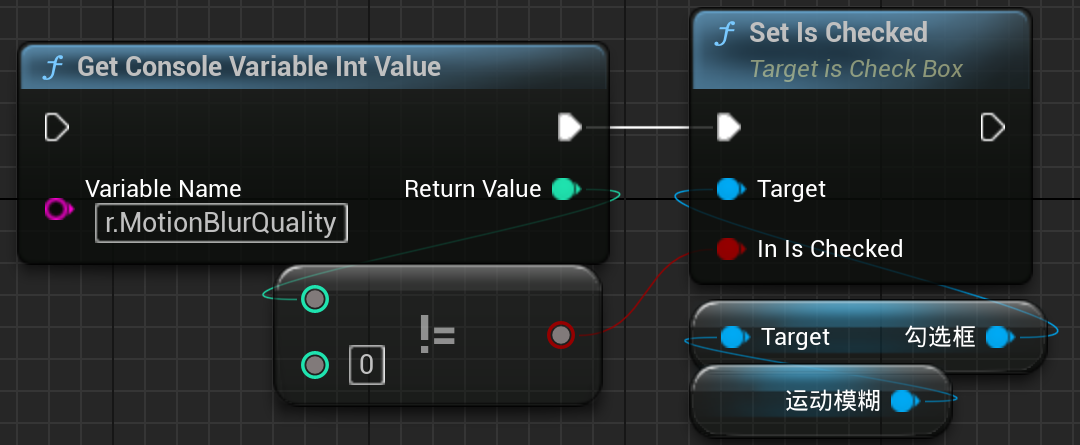 Get Console Variable Int Value
Variable Name
r.MotionBlurQuality
Return Value
!=
0
Set Is Checked
Target is Check Box
Target
In Is Checked
Target 勾选框
运动模糊